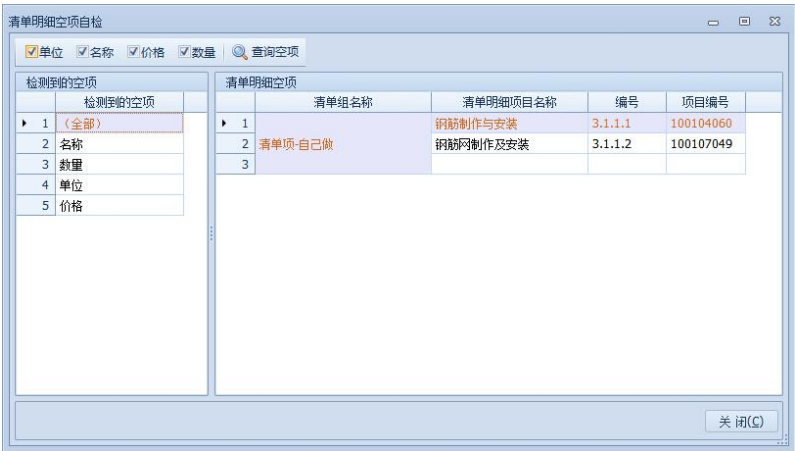 清单明细空项自检
单位 名称 价格 数量 查询空项
检测到的空项 清单明细空项
检测到的空项 清单组名称 清单明细项目名称 编号 项目编号
1 (全部) 1 钢筋制作与安装 3.1.1.1 100104060
2 名称 2 清单项-自己做 钢筋网制作及安装 3.1.1.2 100107049
3 数量 3
4 单位
5 价格
关 闭(C)